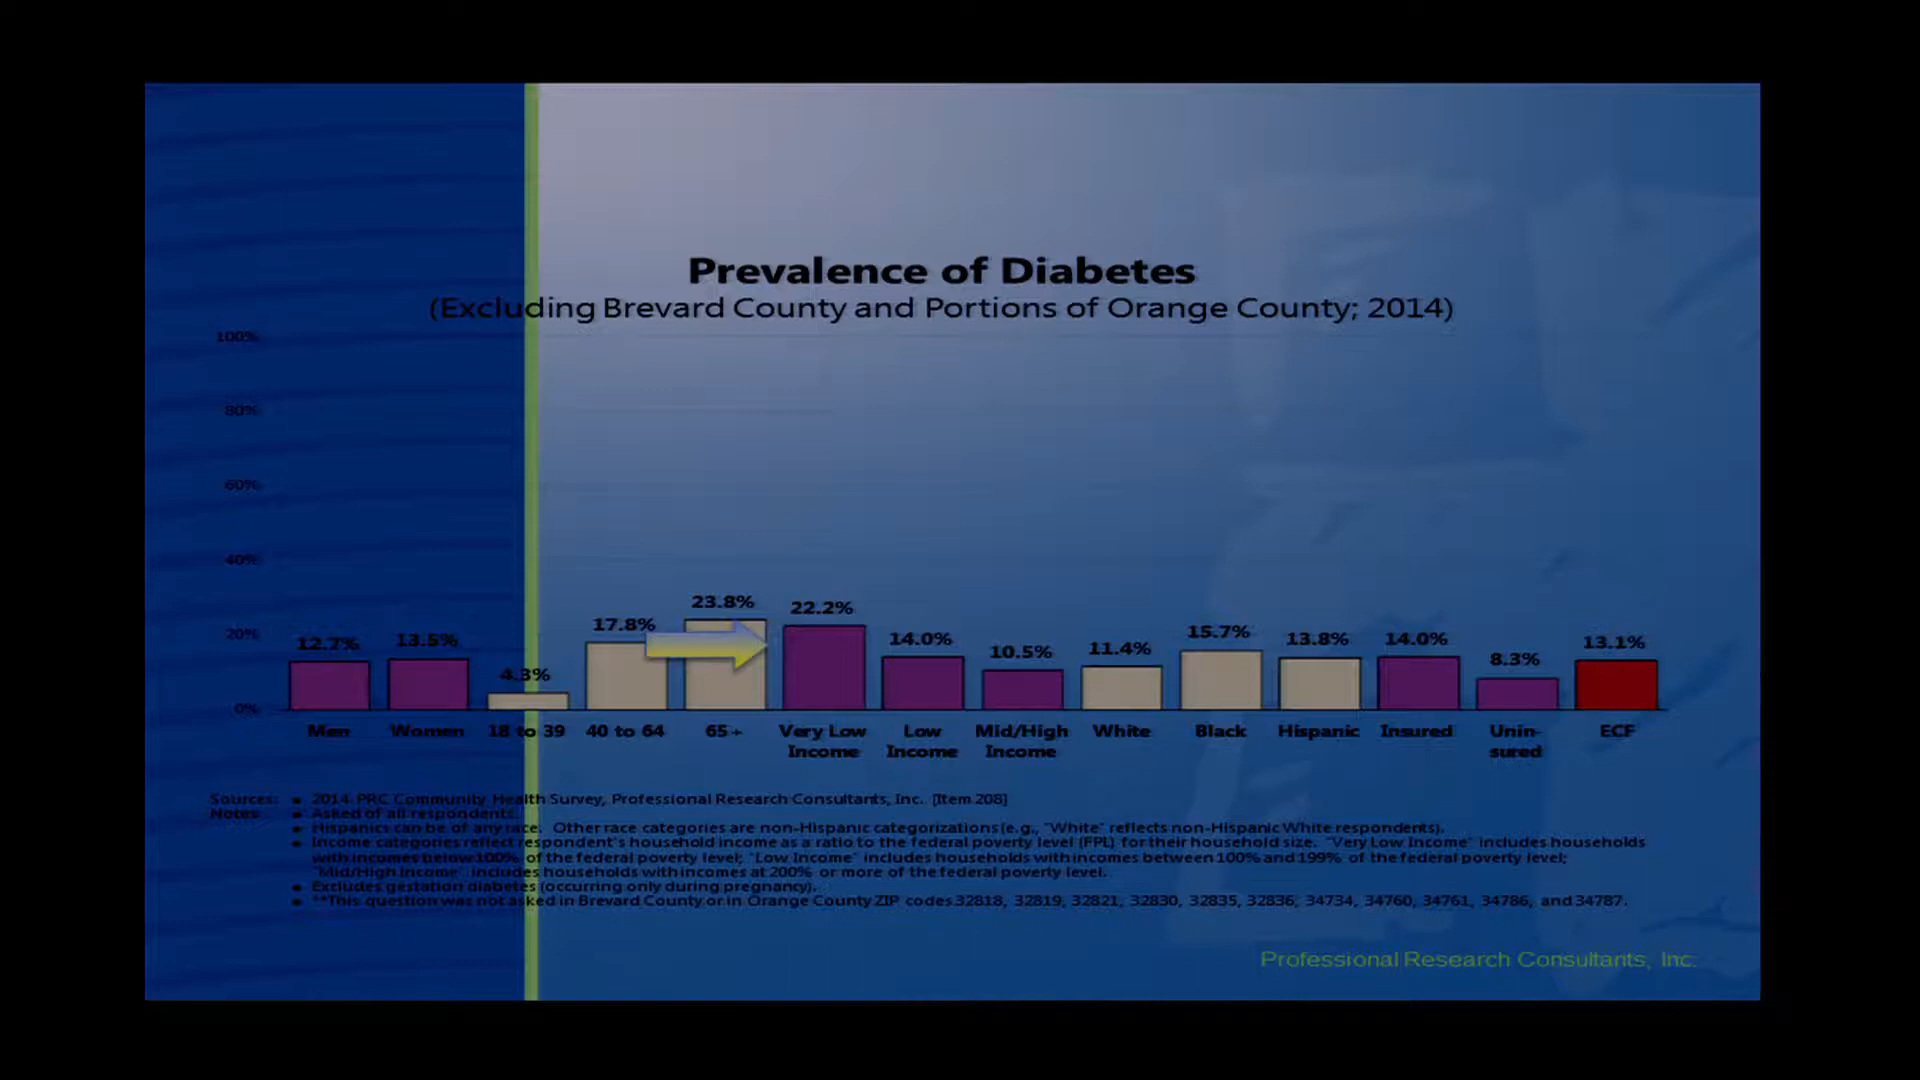 Prevalence of Diabetes
(Excluding Brevard County and Portions of Orange County; 2014)
100%
80%
60%
40%
20%
0%
12.7%
13.5%
4.3%
17.8%
23.8%
22.2%
14.0%
10.5%
11.4%
15.7%
13.8%
14.0%
8.3%
13.1%
Men
Women
18 to 39
40 to 64
65+
Very Low
Income
Low
Income
Mid/High
Income
White
Black
Hispanic
Insured
Unin-
sured
ECF
Sources: ● 2014 PRC Community Health Survey, Professional Research Consultants, Inc. [Item 208]
Notes: ● Asked of all respondents.
● Hispanics can be of any race. Other race categories are non-Hispanic categorizations (e.g., "White" reflects non-Hispanic White respondents).
● Income categories reflect respondent's household income as a ratio to the federal poverty level (FPL) for their household size. "Very Low Income" includes households
with incomes below 100% of the federal poverty level; "Low Income" includes households with incomes between 100% and 199% of the federal poverty level;
"Mid/High Income" includes households with incomes at 200% or more of the federal poverty level.
● Excludes gestation diabetes (occurring only during pregnancy).
● **This question was not asked in Brevard County or in Orange County ZIP codes 32818, 32819, 32821, 32830, 32835, 32836, 34734, 34760, 34761, 34786, and 34787.
Professional Research Consultants, Inc.